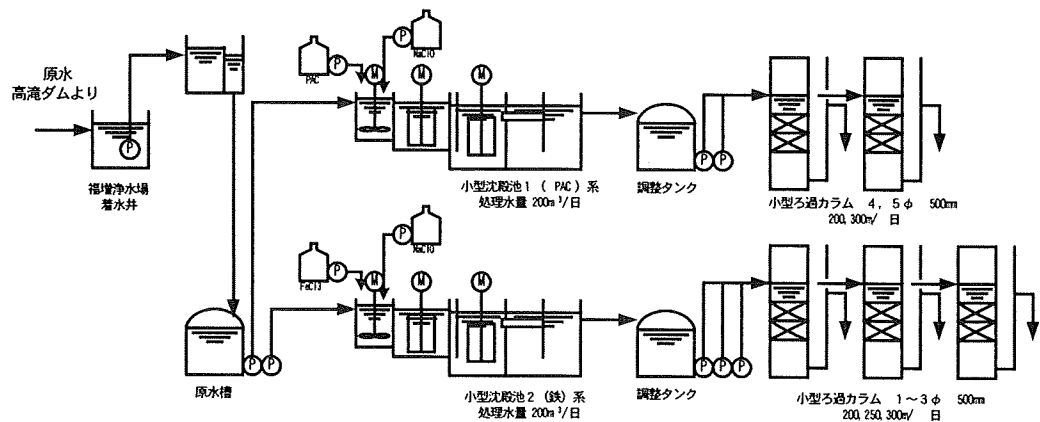 原水
高滝ダムより
P
福増浄水場
着水井
PAC
P
P
NaClO
M
M
M
小型沈殿池1（PAC）系
処理水量 200m³/日
調整タンク
P
P
小型ろ過カラム 4，5φ 500mm
200,300m/ 日
FeCl3
P
P
NaClO
M
M
M
原水槽
P
P
小型沈殿池2（鉄）系
処理水量 200m³/日
調整タンク
P
P
P
小型ろ過カラム 1～3φ 500mm
200,250,300m/ 日